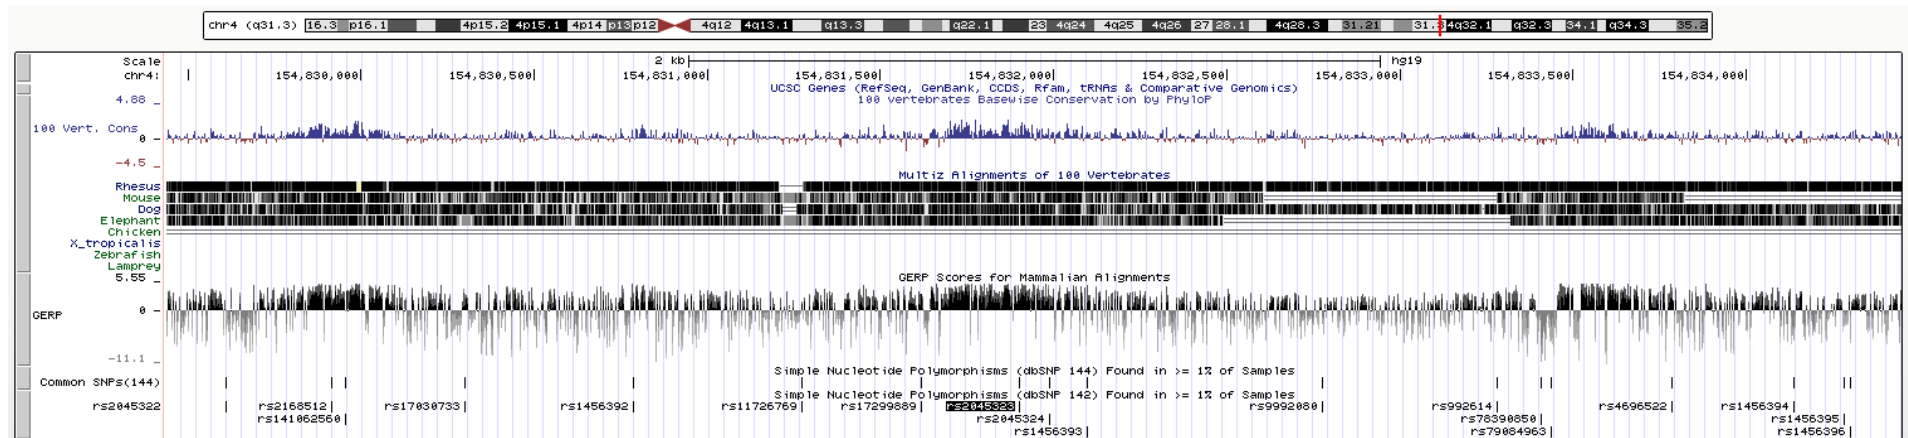 chr4 (q31.3) 16.3 p16.1 4p15.2 4p15.1 4p14 p13 p12 4q12 4q13.1 q13.3 q22.1 23 4q24 4q25 4q26 27 28.1 4q28.3 31.21 4q32.1 q32.3 34.1 q34.3 35.2
Scale 2 kb hg19
chr4: 154,830,000 154,830,500 154,831,000 154,831,500 154,832,000 154,832,500 154,833,000 154,833,500 154,834,000
UCSC Genes (RefSeq, GenBank, CCDS, Rfam, tRNAs & Comparative Genomics)
100 vertebrates Basewise Conservation by PhyloP
4.88 _
100 Vert. Cons
0 -
-4.5 _
Multiz Alignments of 100 Vertebrates
Rhesus
Mouse
Dog
Elephant
Chicken
X_tropicalis
Zebrafish
Lamprey
GERP Scores for Mammalian Alignments
5.55 _
0 -
GERP
-11.1 _
Simple Nucleotide Polymorphisms (dbSNP 144) Found in >= 1% of Samples
Common SNPs(144)
Simple Nucleotide Polymorphisms (dbSNP 142) Found in >= 1% of Samples
rs2045322 rs2168512 rs17030733 rs1456392 rs11726769 rs17299889 rs2045323 rs9992080 rs992614 rs4696522 rs1456394
rs141062560 rs2045324 rs78390850 rs1456395
rs1456393 rs79084963 rs1456396